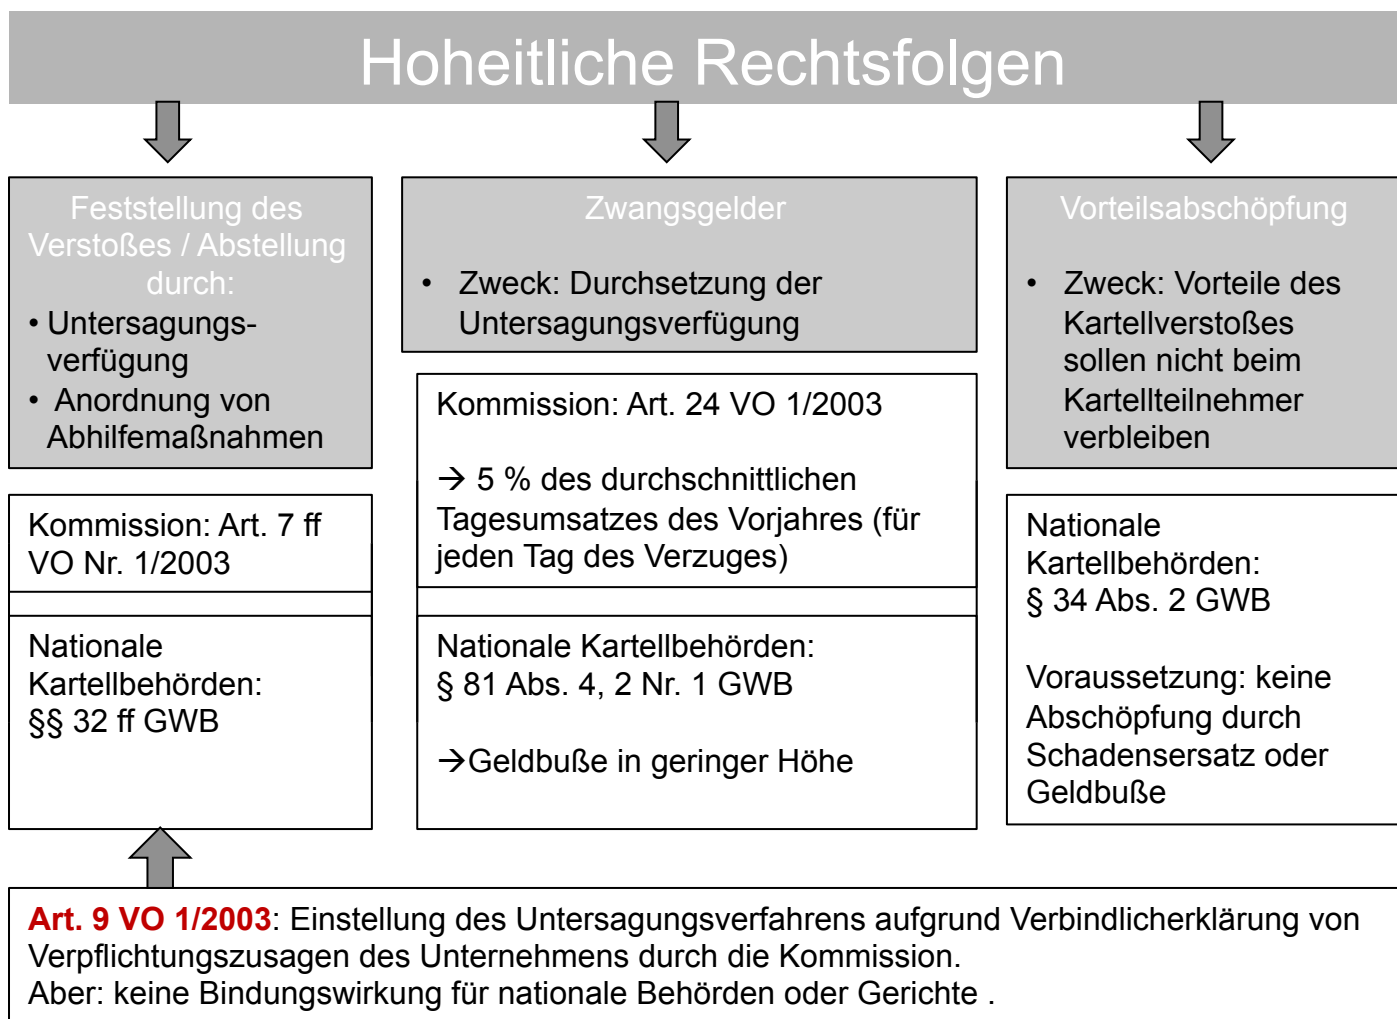 Hoheitliche Rechtsfolgen
Feststellung des
Verstoßes / Abstellung
durch:
• Untersagungs-
verfügung
• Anordnung von
Abhilfemaßnahmen
Kommission: Art. 7 ff
VO Nr. 1/2003
Nationale
Kartellbehörden:
§§ 32 ff GWB
Zwangsgelder
• Zweck: Durchsetzung der
Untersagungsverfügung
Kommission: Art. 24 VO 1/2003
→ 5 % des durchschnittlichen
Tagesumsatzes des Vorjahres (für
jeden Tag des Verzuges)
Nationale Kartellbehörden:
§ 81 Abs. 4, 2 Nr. 1 GWB
→Geldbuße in geringer Höhe
Vorteilsabschöpfung
• Zweck: Vorteile des
Kartellverstoßes
sollen nicht beim
Kartellteilnehmer
verbleiben
Nationale
Kartellbehörden:
§ 34 Abs. 2 GWB
Voraussetzung: keine
Abschöpfung durch
Schadensersatz oder
Geldbuße
Art. 9 VO 1/2003: Einstellung des Untersagungsverfahrens aufgrund Verbindlicherklärung von
Verpflichtungszusagen des Unternehmens durch die Kommission.
Aber: keine Bindungswirkung für nationale Behörden oder Gerichte .